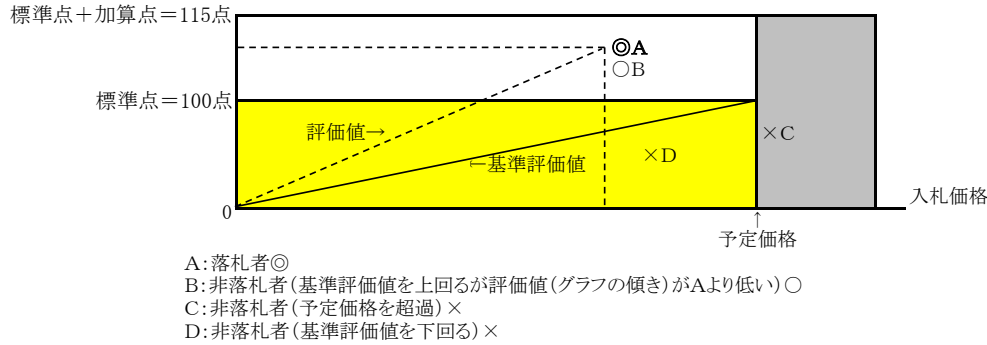 標準点＋加算点＝115点
◎A
○B
標準点＝100点
評価値→
×C
×D
←基準評価値
入札価格
0
↑
予定価格
A：落札者◎
B：非落札者（基準評価値を上回るが評価値（グラフの傾き）がAより低い）○
C：非落札者（予定価格を超過）×
D：非落札者（基準評価値を下回る）×